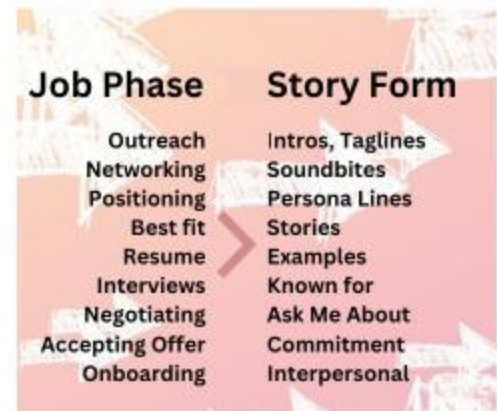 Job Phase Story Form
Outreach Intros, Taglines
Networking Soundbites
Positioning Persona Lines
Best fit Stories
Resume Examples
Interviews Known for
Negotiating Ask Me About
Accepting Offer Commitment
Onboarding Interpersonal